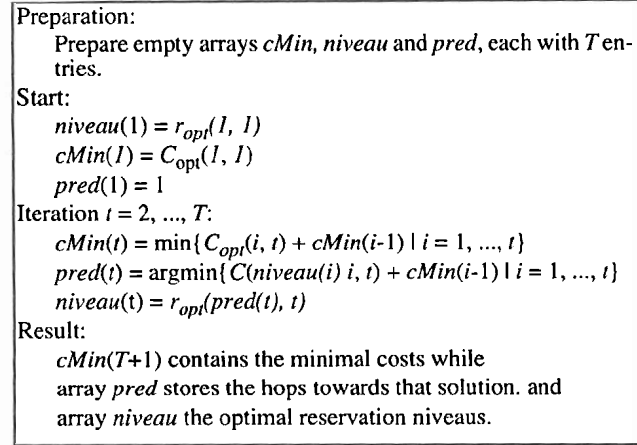 Preparation:
Prepare empty arrays cMin, niveau and pred, each with T en-
tries.
Start:
niveau(1) = r_opt(1, 1)
cMin(1) = C_opt(1, 1)
pred(1) = 1
Iteration t = 2, ..., T:
cMin(t) = min{C_opt(i, t) + cMin(i-1) | i = 1, ..., t}
pred(t) = argmin{C(niveau(i) i, t) + cMin(i-1) | i = 1, ..., t}
niveau(t) = r_opt(pred(t), t)
Result:
cMin(T+1) contains the minimal costs while
array pred stores the hops towards that solution. and
array niveau the optimal reservation niveaus.